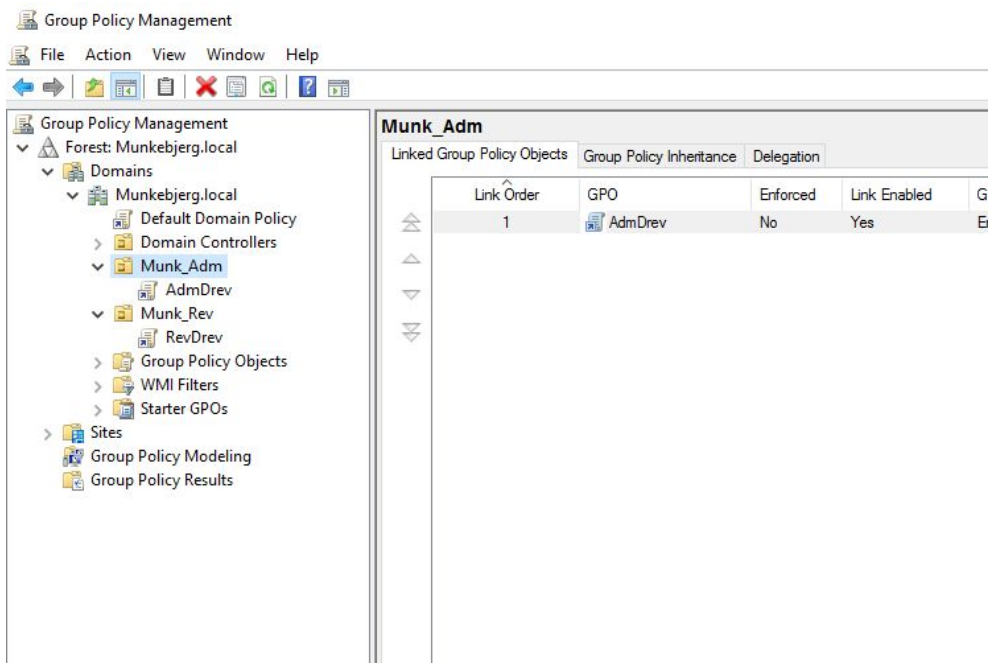 Group Policy Management
File Action View Window Help
Group Policy Management
Forest: Munkebjerg.local
Domains
Munkebjerg.local
Default Domain Policy
Domain Controllers
Munk_Adm
AdmDrev
Munk_Rev
RevDrev
Group Policy Objects
WMI Filters
Starter GPOs
Sites
Group Policy Modeling
Group Policy Results
Munk_Adm
Linked Group Policy Objects Group Policy Inheritance Delegation
Link Order GPO Enforced Link Enabled G
1 AdmDrev No Yes